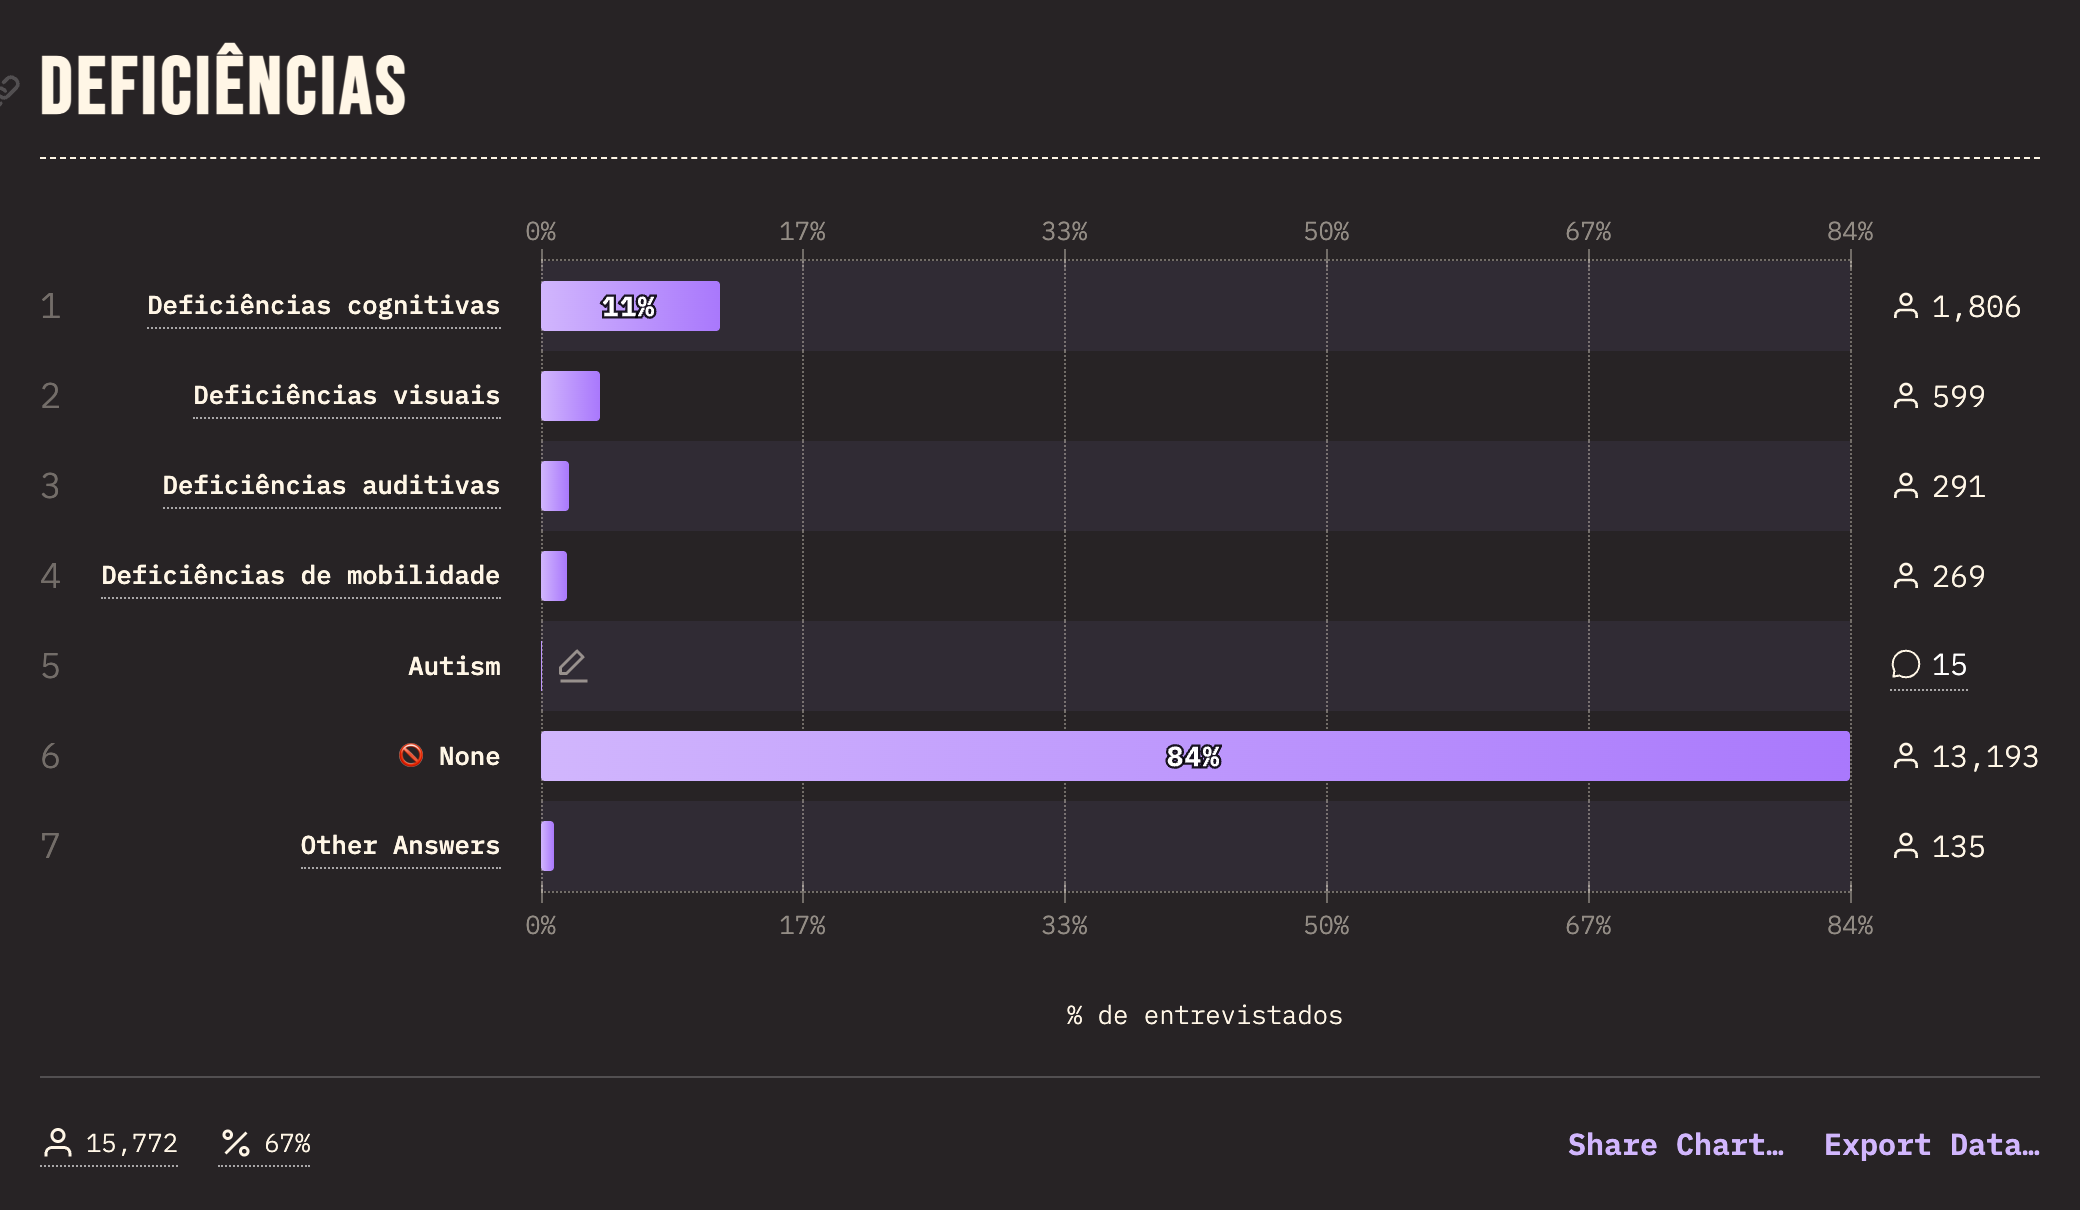 DEFICIÊNCIAS
0% 17% 33% 50% 67% 84%
1 Deficiências cognitivas 11% 1,806
2 Deficiências visuais 599
3 Deficiências auditivas 291
4 Deficiências de mobilidade 269
5 Autism 15
6 🚫 None 84% 13,193
7 Other Answers 135
0% 17% 33% 50% 67% 84%
% de entrevistados
15,772 67% Share Chart… Export Data…